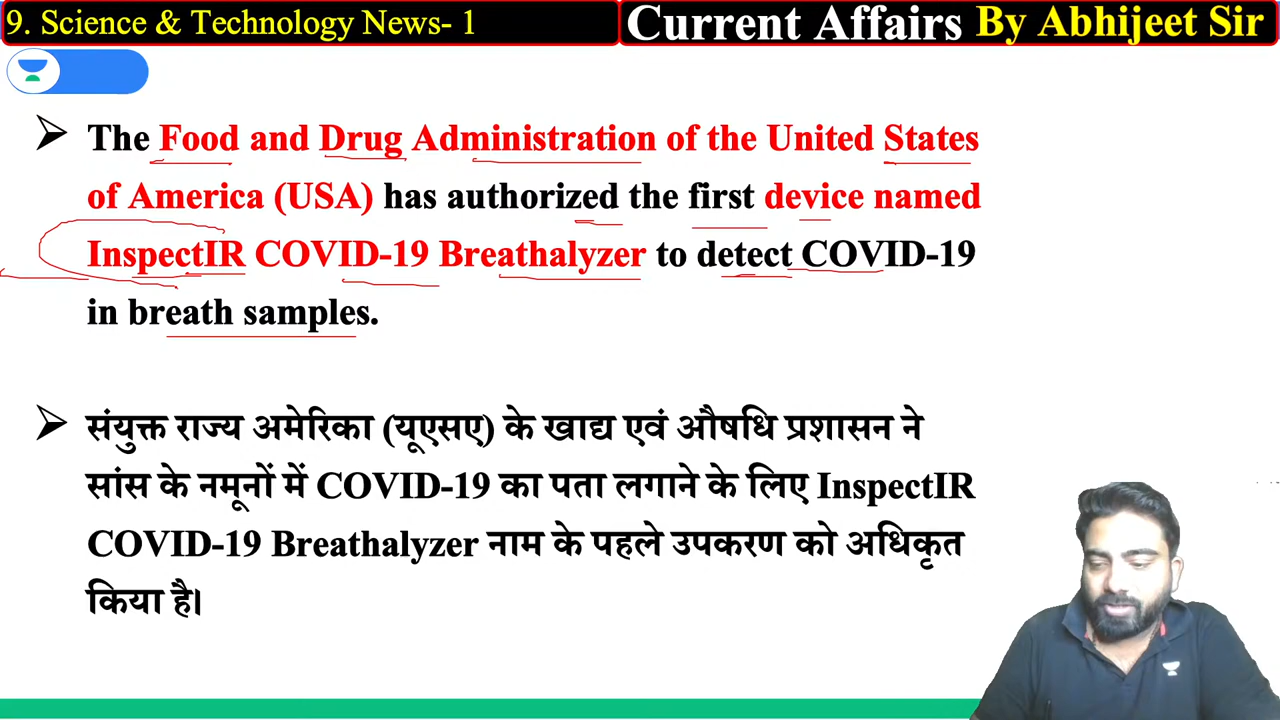 9. Science & Technology News- 1
Current Affairs By Abhijeet Sir
➢ The Food and Drug Administration of the United States
of America (USA) has authorized the first device named
InspectIR COVID-19 Breathalyzer to detect COVID-19
in breath samples.
➢ संयुक्त राज्य अमेरिका (यूएसए) के खाद्य एवं औषधि प्रशासन ने
सांस के नमूनों में COVID-19 का पता लगाने के लिए InspectIR
COVID-19 Breathalyzer नाम के पहले उपकरण को अधिकृत
किया है।